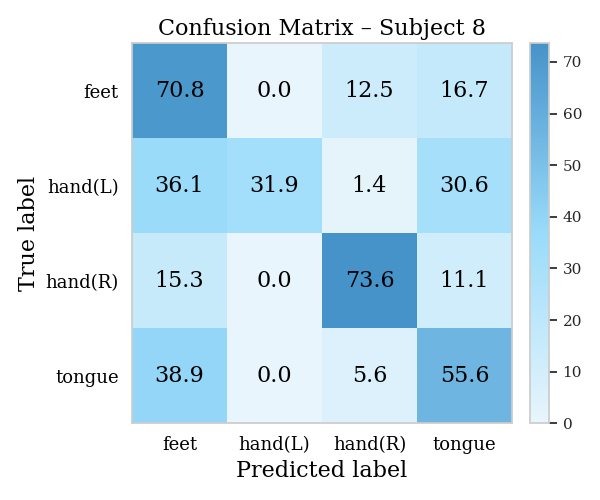 Confusion Matrix – Subject 8
feet 70.8 0.0 12.5 16.7
hand(L) 36.1 31.9 1.4 30.6
hand(R) 15.3 0.0 73.6 11.1
tongue 38.9 0.0 5.6 55.6
feet hand(L) hand(R) tongue
Predicted label
True label
70
60
50
40
30
20
10
0